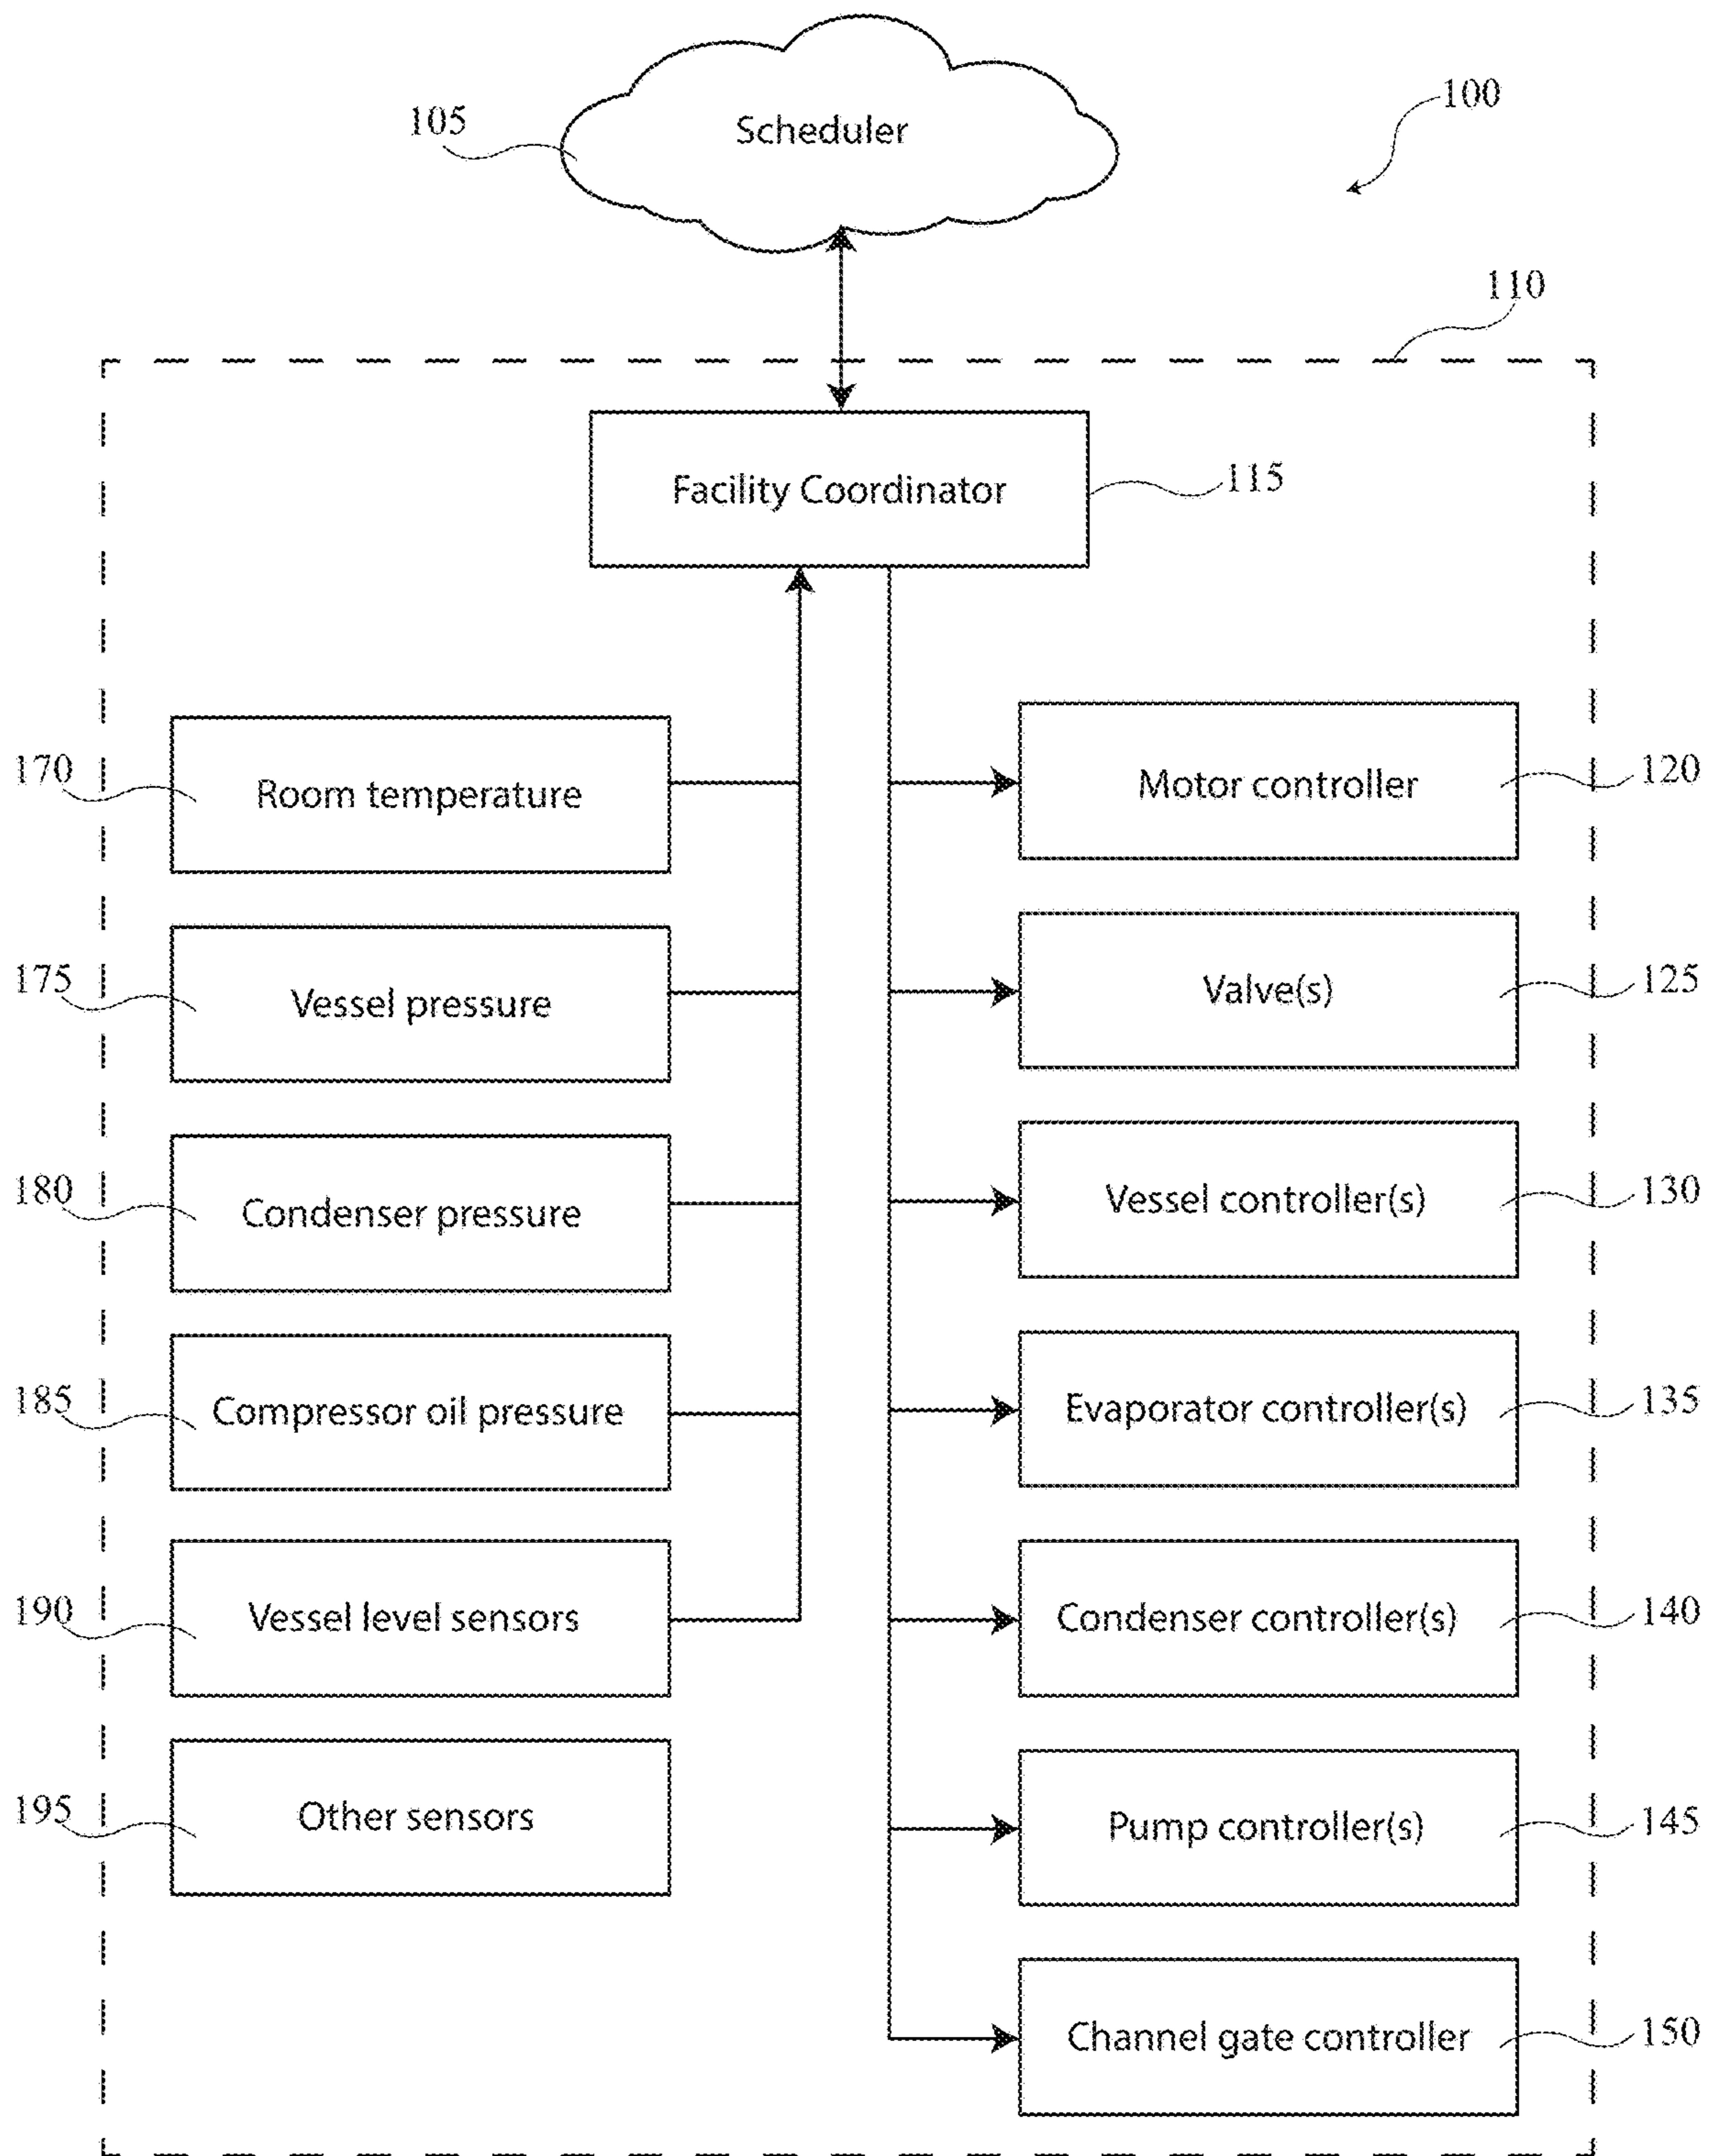 Scheduler
105
100
110
Facility Coordinator
115
170
Room temperature
Motor controller
120
175
Vessel pressure
Valve(s)
125
180
Condenser pressure
Vessel controller(s)
130
185
Compressor oil pressure
Evaporator controller(s)
135
190
Vessel level sensors
Condenser controller(s)
140
195
Other sensors
Pump controller(s)
145
Channel gate controller
150